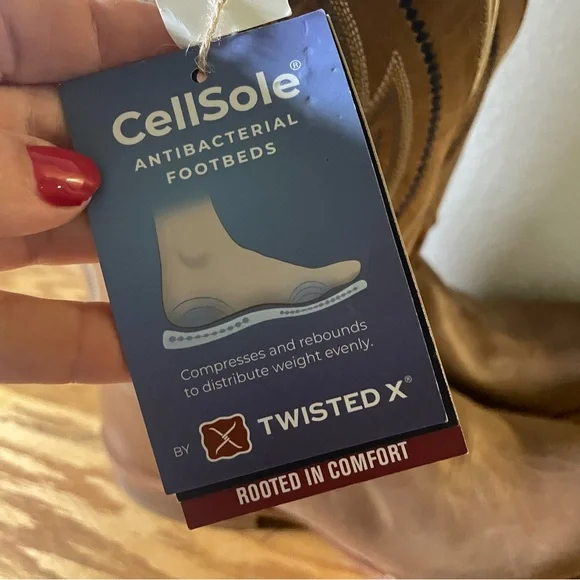 CellSole®
ANTIBACTERIAL
FOOTBEDS
Compresses and rebounds
to distribute weight evenly.
BY TWISTED X®
ROOTED IN COMFORT